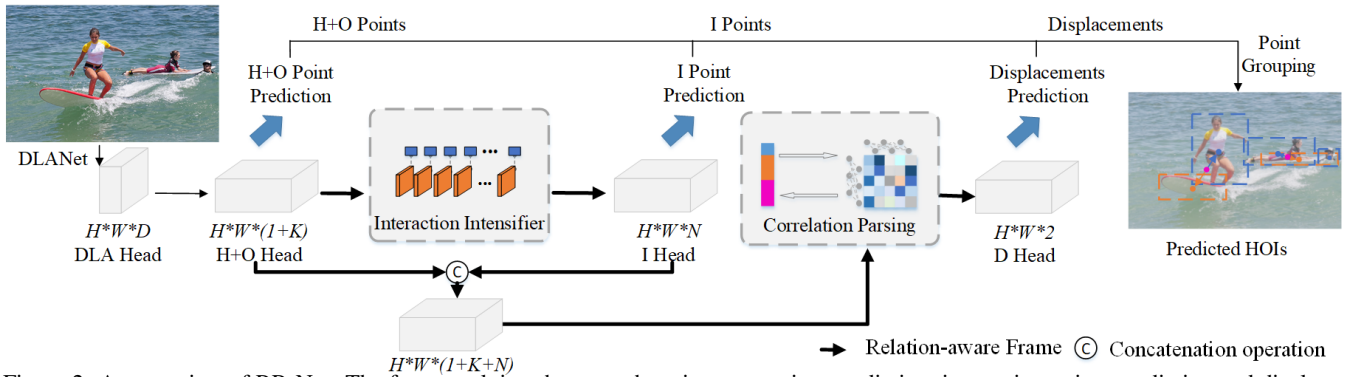 H+O Points
I Points
Displacements
H+O Point
Prediction
I Point
Prediction
Displacements
Prediction
Point
Grouping
DLANet
Interaction Intensifier
Correlation Parsing
H*W*D
DLA Head
H*W*(1+K)
H+O Head
H*W*N
I Head
H*W*2
D Head
Predicted HOIs
C
H*W*(1+K+N)
Relation-aware Frame
C Concatenation operation